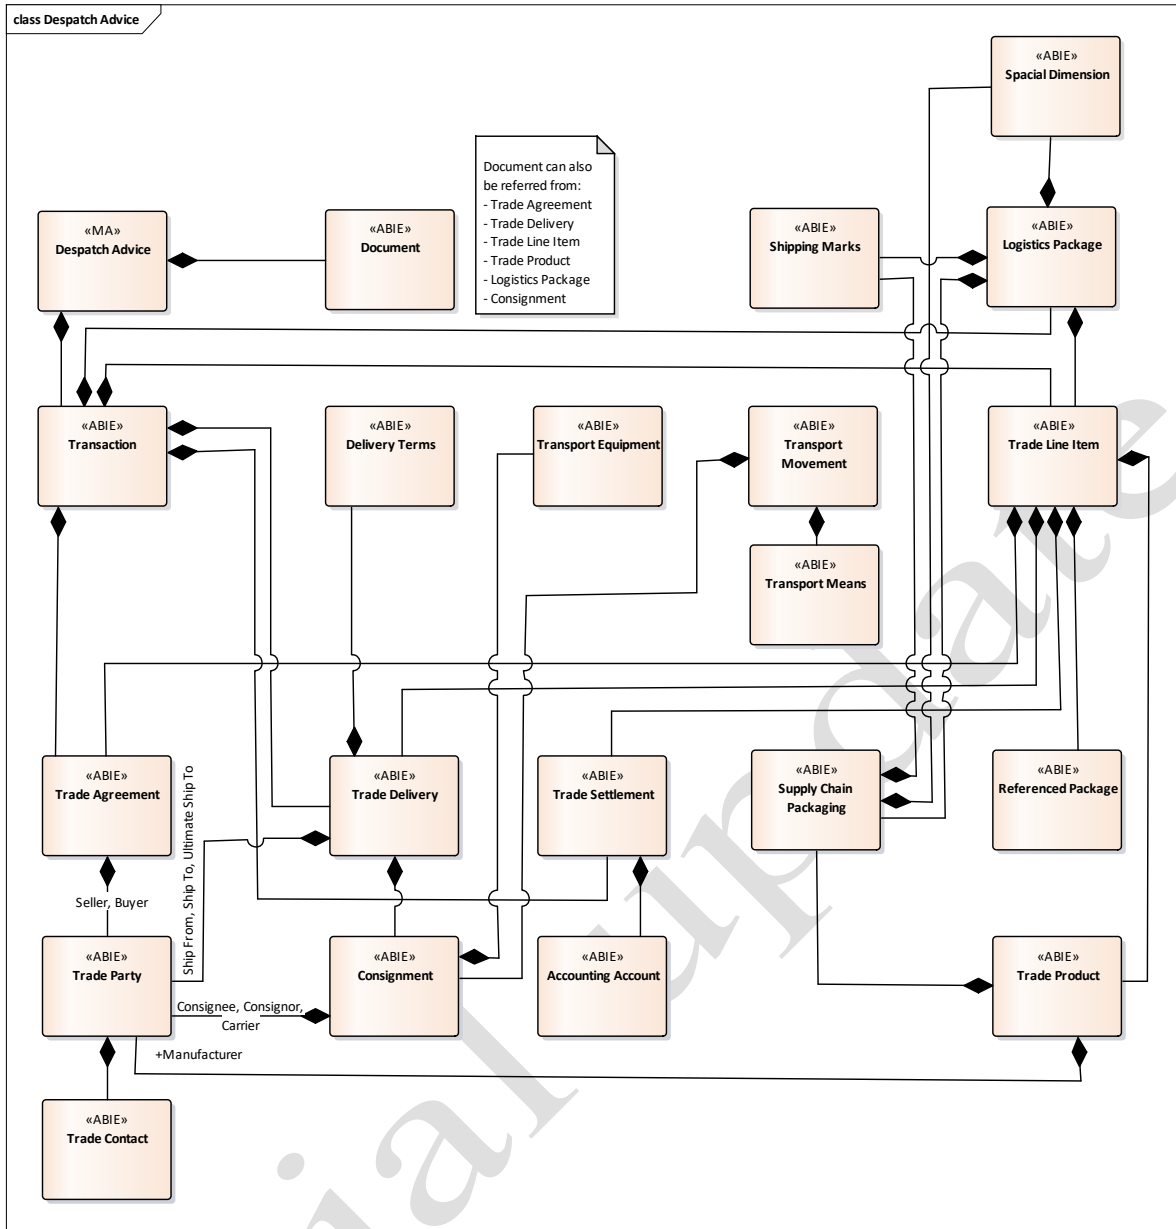 class Despatch Advice
«ABIE»
Spacial Dimension
Document can also
be referred from:
- Trade Agreement
- Trade Delivery
- Trade Line Item
- Trade Product
- Logistics Package
- Consignment
«MA»
Despatch Advice
«ABIE»
Document
«ABIE»
Shipping Marks
«ABIE»
Logistics Package
«ABIE»
Transaction
«ABIE»
Delivery Terms
«ABIE»
Transport Equipment
«ABIE»
Transport
Movement
«ABIE»
Trade Line Item
«ABIE»
Transport Means
«ABIE»
Trade Agreement
Ship From, Ship To, Ultimate Ship To
«ABIE»
Trade Delivery
«ABIE»
Trade Settlement
«ABIE»
Supply Chain
Packaging
«ABIE»
Referenced Package
Seller, Buyer
«ABIE»
Trade Party
«ABIE»
Consignment
«ABIE»
Accounting Account
«ABIE»
Trade Product
Consignee, Consignor,
Carrier
+Manufacturer
«ABIE»
Trade Contact
ial update